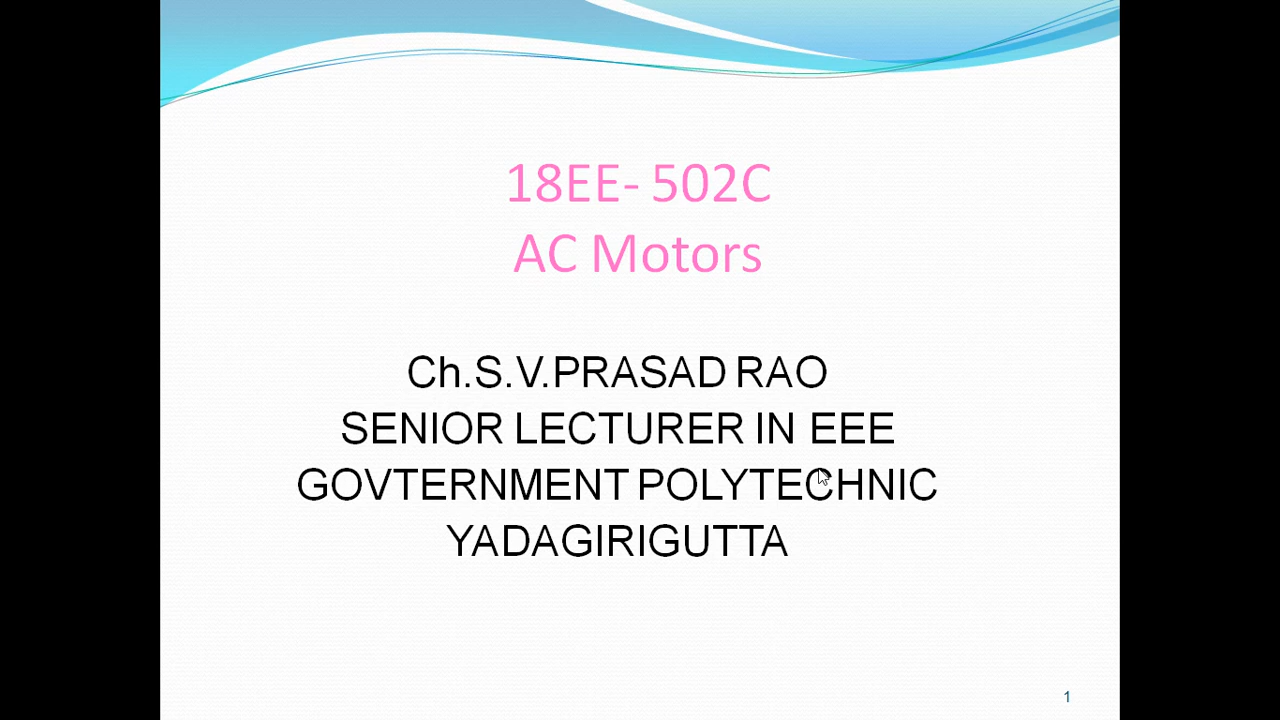 18EE- 502C
AC Motors
Ch.S.V.PRASAD RAO
SENIOR LECTURER IN EEE
GOVTERNMENT POLYTECHNIC
YADAGIRIGUTTA
1